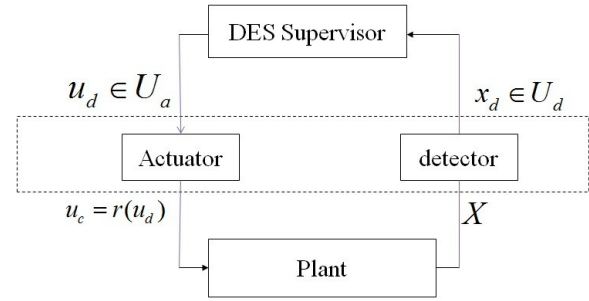 DES Supervisor
u_d ∈ U_a
x_d ∈ U_d
Actuator
detector
u_c = r(u_d)
X
Plant